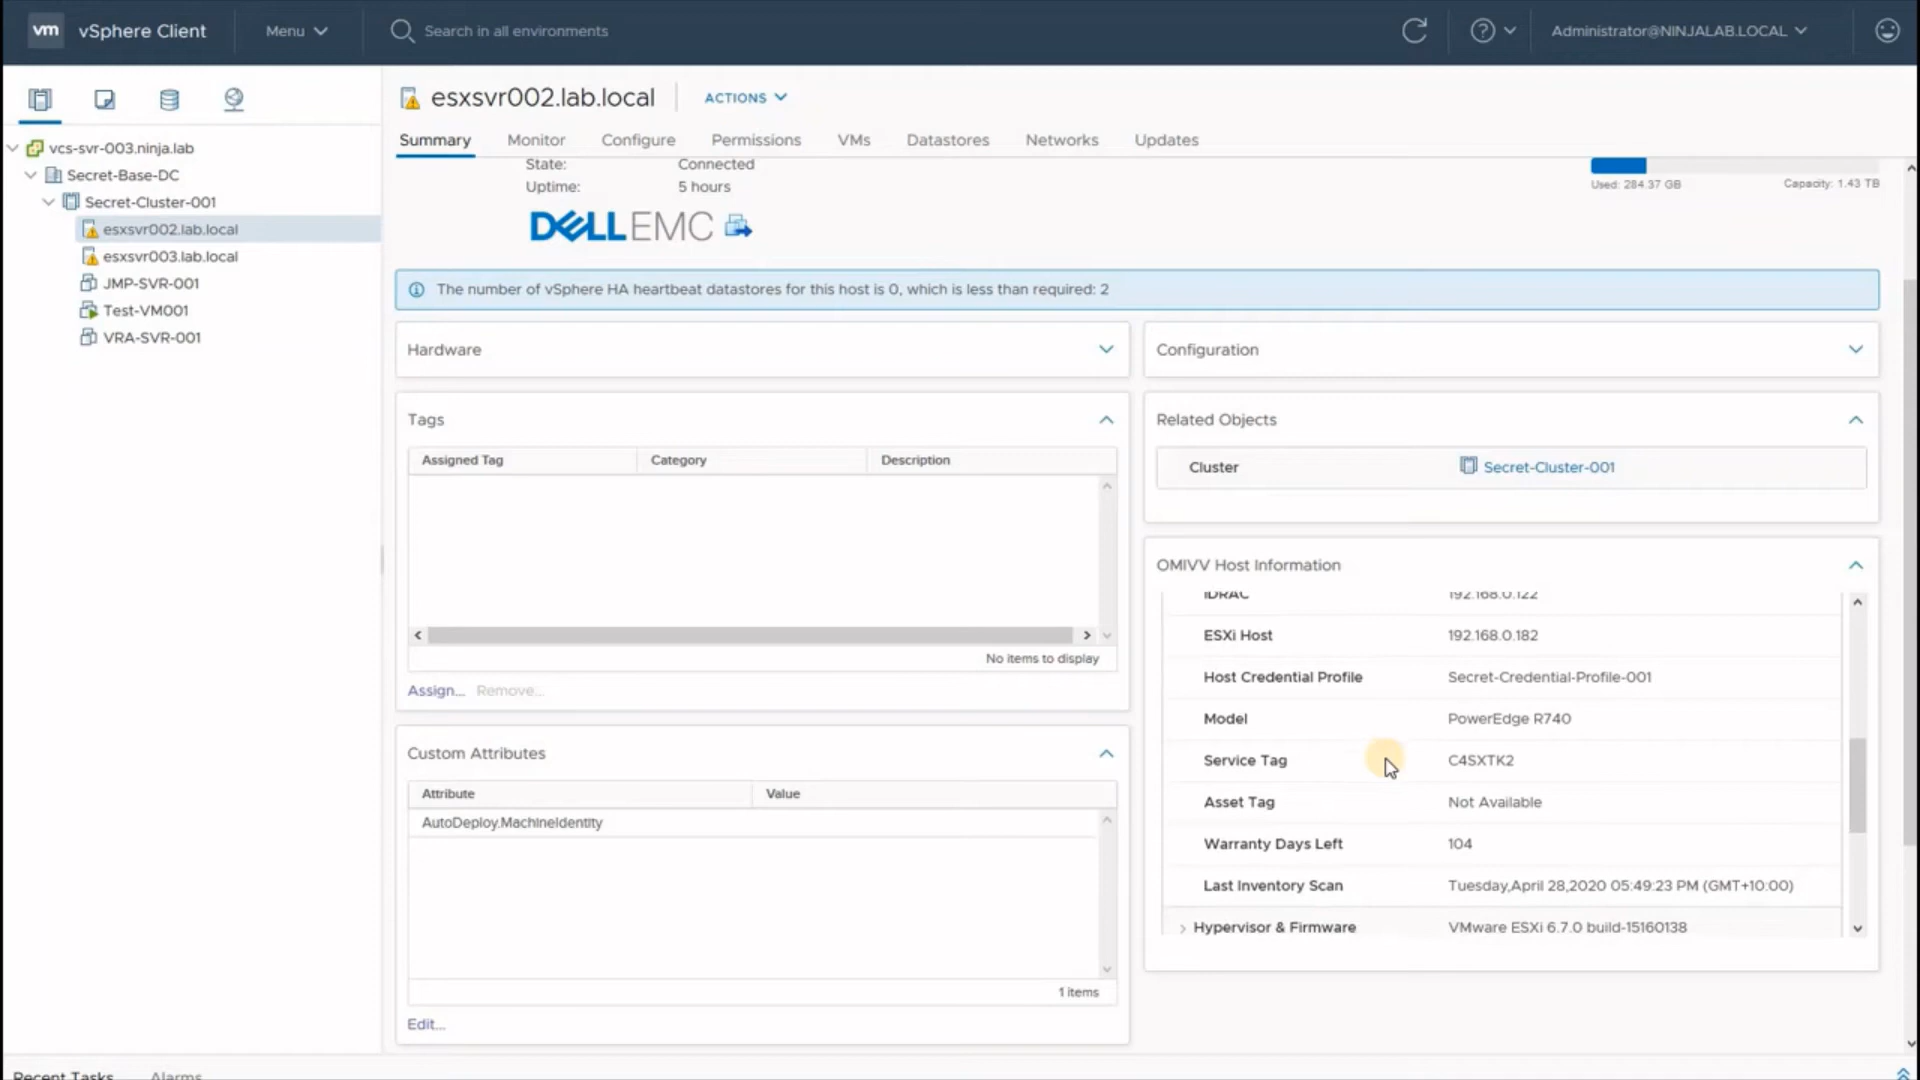 vm vSphere Client Menu Search in all environments Administrator@NINJALAB.LOCAL
vcs-svr-003.ninja.lab
Secret-Base-DC
Secret-Cluster-001
esxsvr002.lab.local
esxsvr003.lab.local
JMP-SVR-001
Test-VM001
VRA-SVR-001
esxsvr002.lab.local ACTIONS
Summary Monitor Configure Permissions VMs Datastores Networks Updates
State: Connected
Uptime: 5 hours
Used: 284.37 GB Capacity: 1.43 TB
DELLEMC
The number of vSphere HA heartbeat datastores for this host is 0, which is less than required: 2
Hardware
Tags
Assigned Tag Category Description
No items to display
Assign... Remove...
Custom Attributes
Attribute Value
AutoDeploy.MachineIdentity
1 items
Edit...
Configuration
Related Objects
Cluster Secret-Cluster-001
OMIVV Host Information
iDRAC 192.168.0.122
ESXi Host 192.168.0.182
Host Credential Profile Secret-Credential-Profile-001
Model PowerEdge R740
Service Tag C4SXTK2
Asset Tag Not Available
Warranty Days Left 104
Last Inventory Scan Tuesday,April 28,2020 05:49:23 PM (GMT+10:00)
Hypervisor & Firmware VMware ESXi 6.7.0 build-15160138
Recent Tasks Alarms